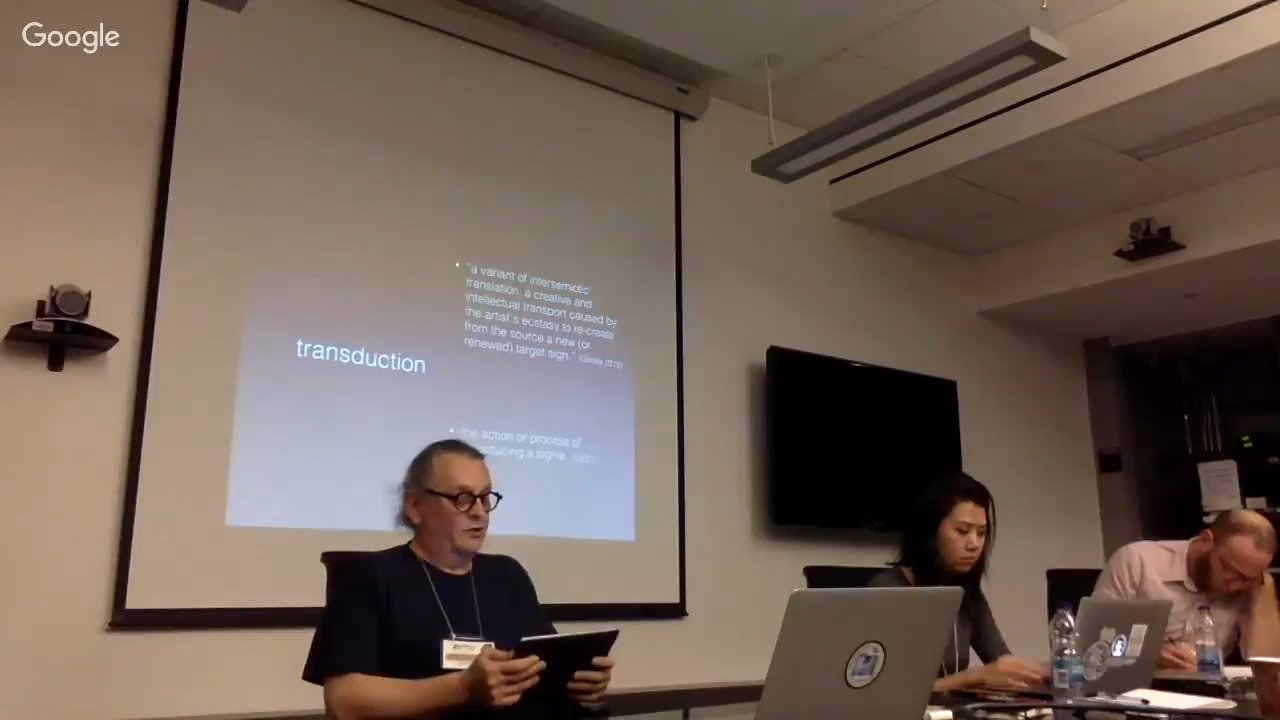 Google
transduction
"a variant of intersemiotic
translation, a creative and
intellectual transport caused by
the artist's ecstasy to re-create
from the source a new (or
renewed) target sign."
the action or process of
a signal